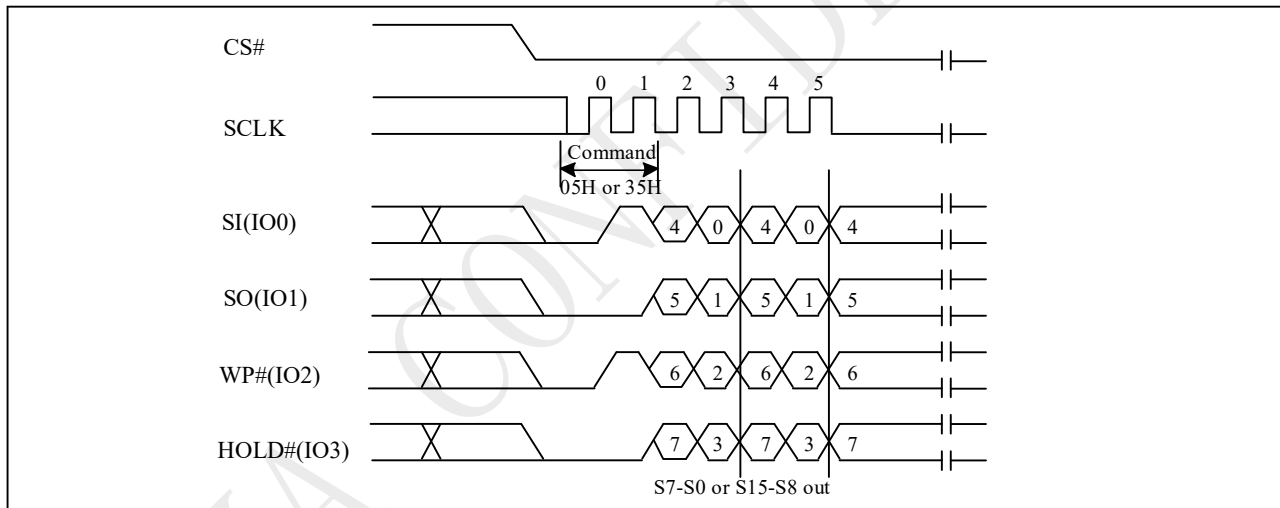 CS#
0 1 2 3 4 5
SCLK
Command
05H or 35H
SI(IO0) 4 0 4 0 4
SO(IO1) 5 1 5 1 5
WP#(IO2) 6 2 6 2 6
HOLD#(IO3) 7 3 7 3 7
S7-S0 or S15-S8 out